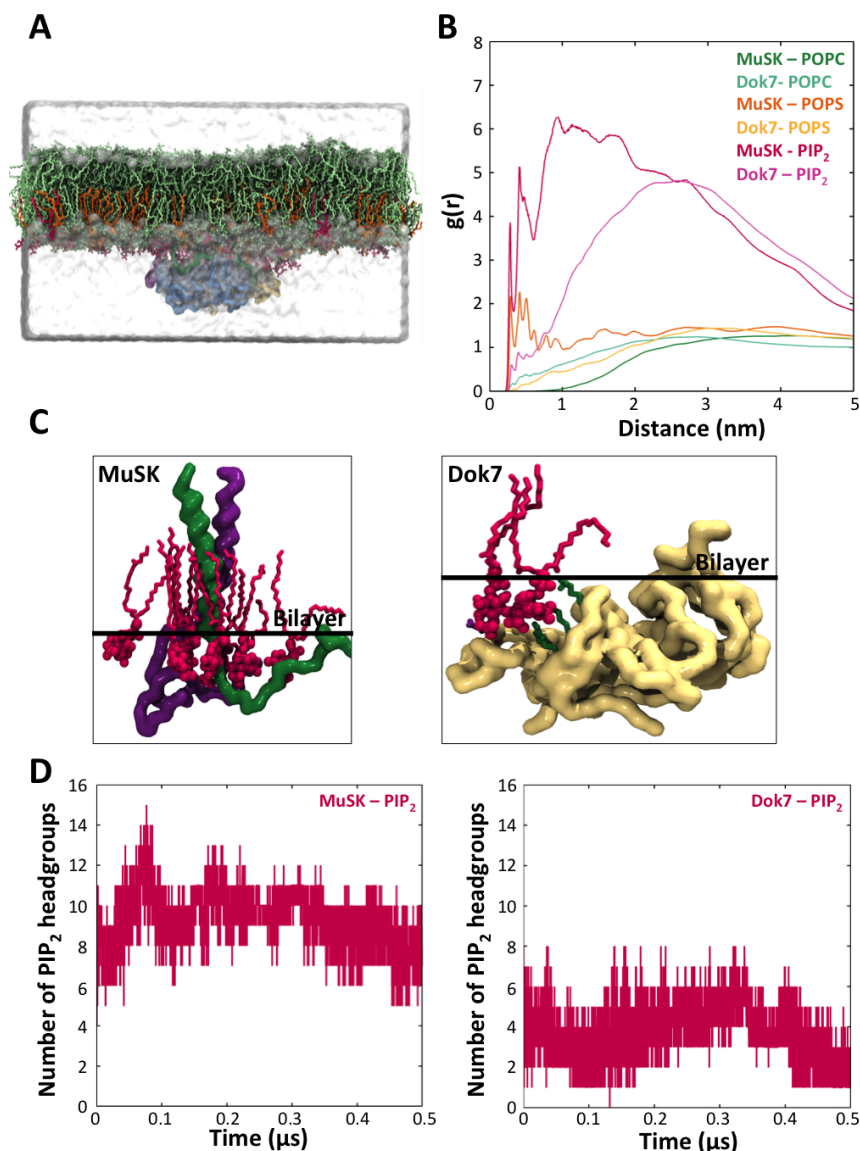 A
B
8
7
6
5
4
3
2
1
0
g(r)
MuSK – POPC
Dok7- POPC
MuSK – POPS
Dok7- POPS
MuSK - PIP₂
Dok7 – PIP₂
0 1 2 3 4 5
Distance (nm)
C
MuSK
Bilayer
Dok7
Bilayer
D
16
14
12
10
8
6
4
2
0
Number of PIP₂ headgroups
MuSK – PIP₂
0 0.1 0.2 0.3 0.4 0.5
Time (µs)
16
14
12
10
8
6
4
2
0
Number of PIP₂ headgroups
Dok7 – PIP₂
0 0.1 0.2 0.3 0.4 0.5
Time (µs)